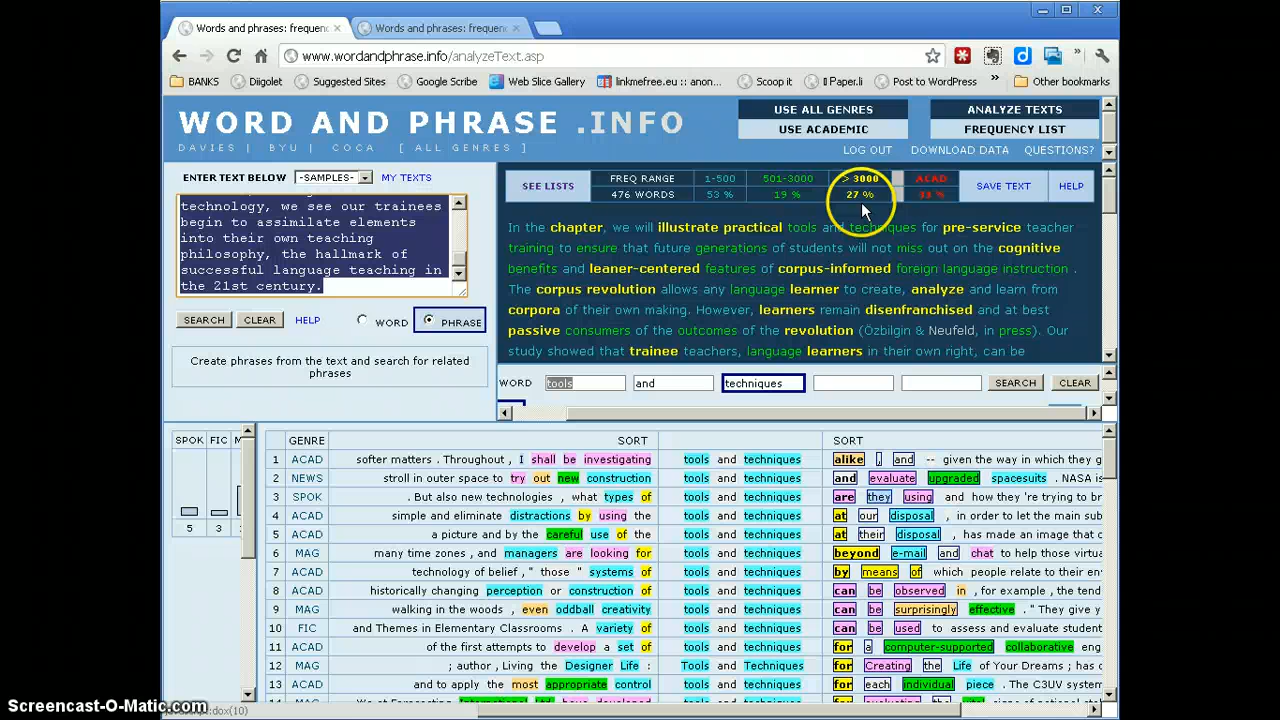 Words and phrases: frequen
Words and phrases: frequen
www.wordandphrase.info/analyzeText.asp
BANKS Diigolet Suggested Sites Google Scribe Web Slice Gallery linkmefree.eu :: anon... Scoop it Paper.li Post to WordPress » Other bookmarks
WORD AND PHRASE .INFO
DAVIES | BYU | COCA [ ALL GENRES ]
USE ALL GENRES
USE ACADEMIC
ANALYZE TEXTS
FREQUENCY LIST
LOG OUT DOWNLOAD DATA QUESTIONS?
ENTER TEXT BELOW -SAMPLES- MY TEXTS
technology, we see our trainees
begin to assimilate elements
into their own teaching
philosophy, the hallmark of
successful language teaching in
the 21st century.
SEARCH CLEAR HELP WORD PHRASE
Create phrases from the text and search for related
phrases
SEE LISTS
FREQ RANGE 1-500 501-3000 > 3000 ACAD
476 WORDS 53 % 19 % 27 % %
SAVE TEXT HELP
In the chapter, we will illustrate practical tools and techniques for pre-service teacher
training to ensure that future generations of students will not miss out on the cognitive
benefits and leaner-centered features of corpus-informed foreign language instruction .
The corpus revolution allows any language learner to create, analyze and learn from
corpora of their own making. However, learners remain disenfranchised and at best
passive consumers of the outcomes of the revolution (Özbilgin & Neufeld, in press). Our
study showed that trainee teachers, language learners in their own right, can be
WORD tools and techniques SEARCH CLEAR
SPOK FIC M
5 3
GENRE SORT SORT
1 ACAD softer matters . Throughout , I shall be investigating tools and techniques alike , and -- given the way in which they g
2 NEWS stroll in outer space to try out new construction tools and techniques and evaluate upgraded spacesuits . NASA is
3 SPOK . But also new technologies , what types of tools and techniques are they using and how they 're trying to br
4 ACAD simple and eliminate distractions by using the tools and techniques at our disposal , in order to let the main sub
5 ACAD a picture and by the careful use of the tools and techniques at their disposal , has made an image that c
6 MAG many time zones , and managers are looking for tools and techniques beyond e-mail and chat to help those virtua
7 ACAD technology of belief , " those " systems of tools and techniques by means of which people relate to their en
8 ACAD historically changing perception or construction of tools and techniques can be observed in , for example , the tend
9 MAG walking in the woods , even oddball creativity tools and techniques can be surprisingly effective . " They give y
10 FIC and Themes in Elementary Classrooms . A variety of tools and techniques can be used to assess and evaluate student
11 ACAD of the first attempts to develop a set of tools and techniques for a computer-supported collaborative eng
12 MAG ; author , Living the Designer Life : Tools and Techniques for Creating the Life of Your Dreams ; has c
13 ACAD and to apply the most appropriate control tools and techniques for each individual piece . The C3UV system
Screencast-O-Matic.com